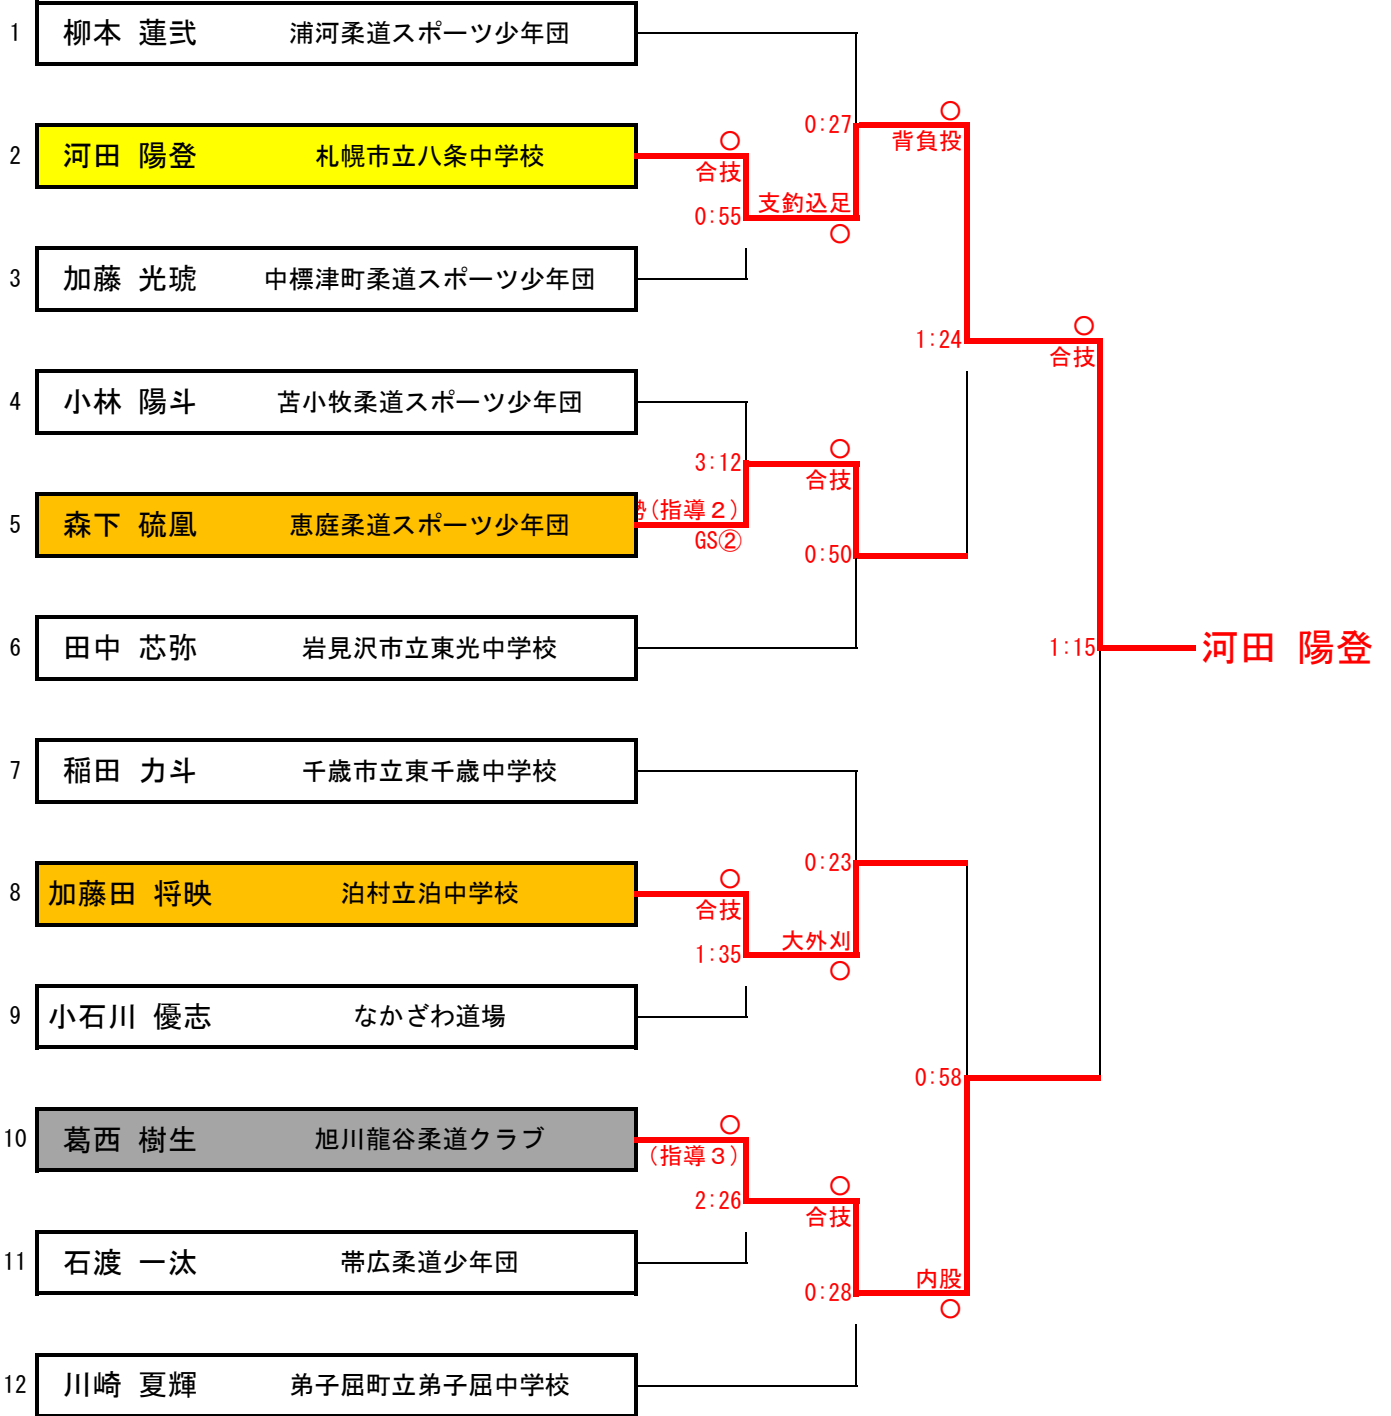 1 柳本 蓮弐 浦河柔道スポーツ少年団
0:27 ○
背負投
2 河田 陽登 札幌市立八条中学校 ○
合技
0:55 支釣込足
○
3 加藤 光琥 中標津町柔道スポーツ少年団
1:24 ○
合技
4 小林 陽斗 苫小牧柔道スポーツ少年団
3:12 ○
合技
5 森下 硫凰 恵庭柔道スポーツ少年団 (指導2)
GS② 0:50
6 田中 芯弥 岩見沢市立東光中学校 1:15 河田 陽登
7 稲田 力斗 千歳市立東千歳中学校
0:23
8 加藤田 将映 泊村立泊中学校 ○
合技
1:35 大外刈
○
9 小石川 優志 なかざわ道場
0:58
10 葛西 樹生 旭川龍谷柔道クラブ ○
(指導3)
2:26 ○
合技
11 石渡 一汰 帯広柔道少年団
0:28 内股
○
12 川崎 夏輝 弟子屈町立弟子屈中学校